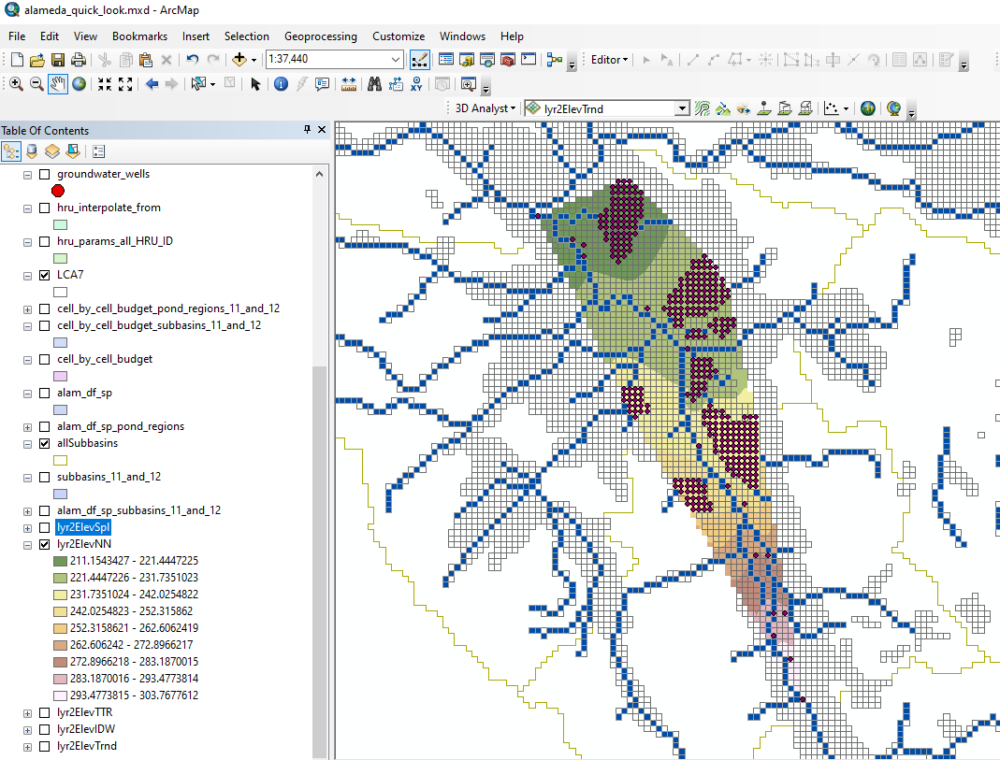 alameda_quick_look.mxd - ArcMap
File Edit View Bookmarks Insert Selection Geoprocessing Customize Windows Help
1:37,440
Editor
3D Analyst
lyr2ElevTrnd
Table Of Contents
groundwater_wells
hru_interpolate_from
hru_params_all_HRU_ID
LCA7
cell_by_cell_budget_pond_regions_11_and_12
cell_by_cell_budget_subbasins_11_and_12
cell_by_cell_budget
alam_df_sp
alam_df_sp_pond_regions
allSubbasins
subbasins_11_and_12
alam_df_sp_subbasins_11_and_12
lyr2ElevSpl
lyr2ElevNN
211.1543427 - 221.4447225
221.4447226 - 231.7351023
231.7351024 - 242.0254822
242.0254823 - 252.315862
252.3158621 - 262.6062419
262.606242 - 272.8966217
272.8966218 - 283.1870015
283.1870016 - 293.4773814
293.4773815 - 303.7677612
lyr2ElevTTR
lyr2ElevIDW
lyr2ElevTrnd